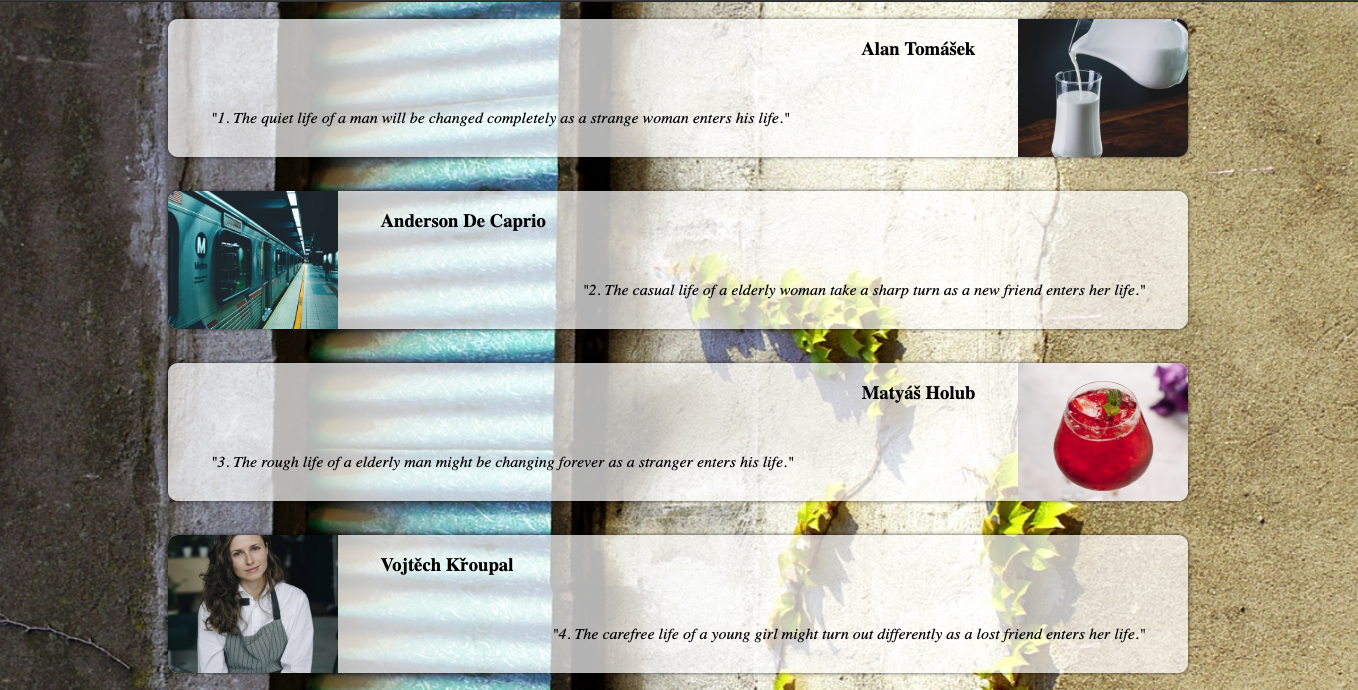 Alan Tomášek
"1. The quiet life of a man will be changed completely as a strange woman enters his life."
M
Anderson De Caprio
"2. The casual life of a elderly woman take a sharp turn as a new friend enters her life."
Matyáš Holub
"3. The rough life of a elderly man might be changing forever as a stranger enters his life."
Vojtěch Křoupal
"4. The carefree life of a young girl might turn out differently as a lost friend enters her life."